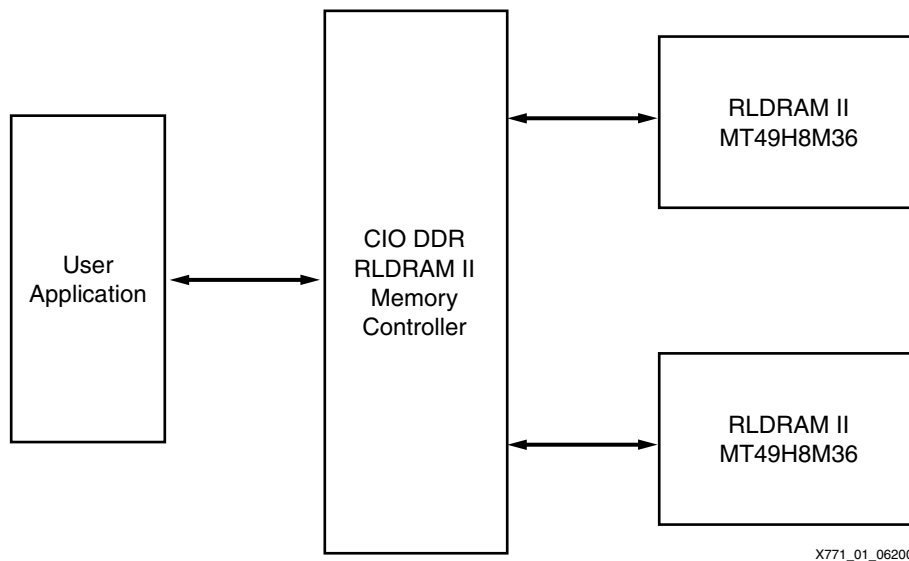 RLDRAM II
MT49H8M36
User
Application
CIO DDR
RLDRAM II
Memory
Controller
RLDRAM II
MT49H8M36